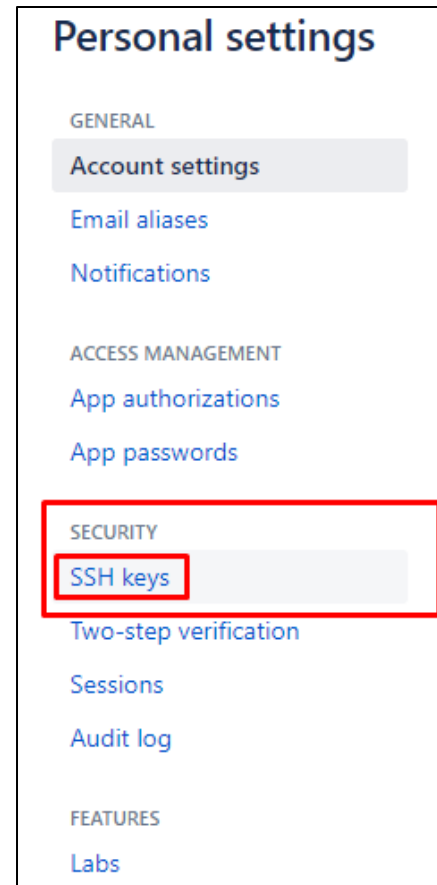 Personal settings
GENERAL
Account settings
Email aliases
Notifications
ACCESS MANAGEMENT
App authorizations
App passwords
SECURITY
SSH keys
Two-step verification
Sessions
Audit log
FEATURES
Labs